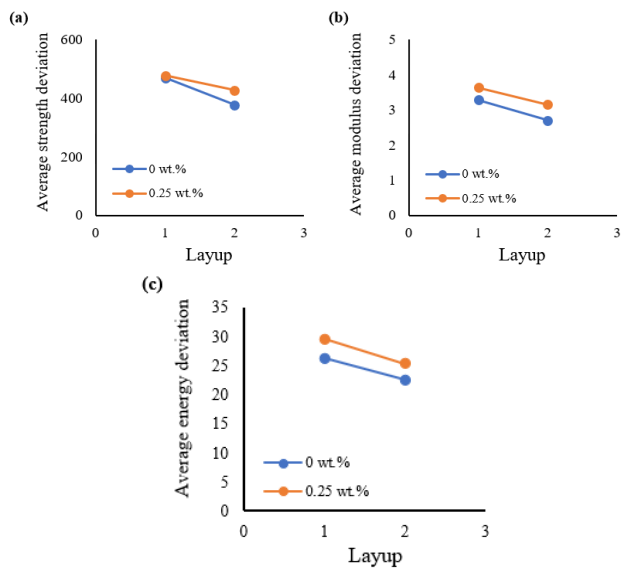 (a)
Average strength deviation
600
400
200
0
0 wt.%
0.25 wt.%
0 1 2 3
Layup
(b)
Average modulus deviation
5
4
3
2
1
0
0 wt.%
0.25 wt.%
0 1 2 3
Layup
(c)
Average energy deviation
35
30
25
20
15
10
5
0
0 wt.%
0.25 wt.%
0 1 2 3
Layup